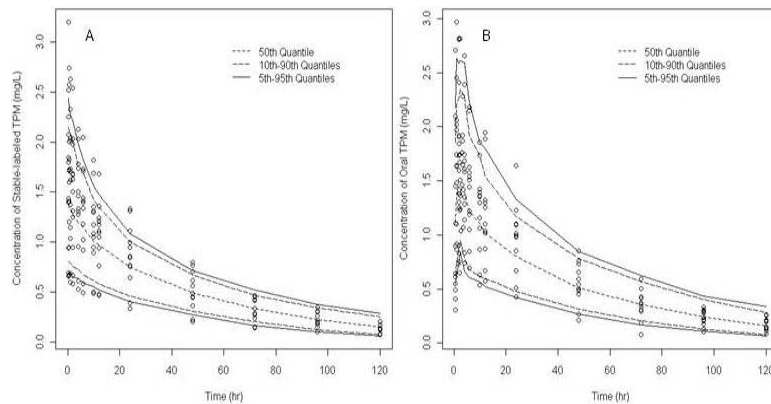 A
50th Quantile
10th-90th Quantiles
5th-95th Quantiles
Concentration of Stable-labeled TPM (mg/L)
3.0
2.5
2.0
1.5
1.0
0.5
0.0
0 20 40 60 80 100 120
Time (hr)
B
50th Quantile
10th-90th Quantiles
5th-95th Quantiles
Concentration of Oral TPM (mg/L)
3.0
2.5
2.0
1.5
1.0
0.5
0.0
0 20 40 60 80 100 120
Time (hr)